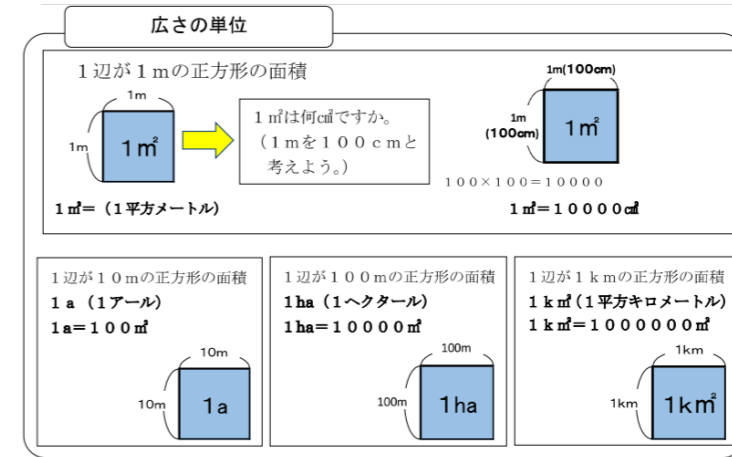 広さの単位
１辺が１ｍの正方形の面積
1m
1m
1㎡
１㎡は何㎠ですか。
（１ｍを１００ｃｍと
考えよう。）
1m(100cm)
1m
(100cm)
1㎡
１００×１００＝１００００
１㎡＝（１平方メートル）
１㎡＝１００００㎠
１辺が１０ｍの正方形の面積
１ａ（１アール）
１a＝１００㎡
10m
10m
1a
１辺が１００ｍの正方形の面積
１ha（１ヘクタール）
１ha＝１００００㎡
100m
100m
1ha
１辺が１ｋｍの正方形の面積
１ｋ㎡（１平方キロメートル）
１ｋ㎡＝１００００００㎡
1km
1km
1k㎡